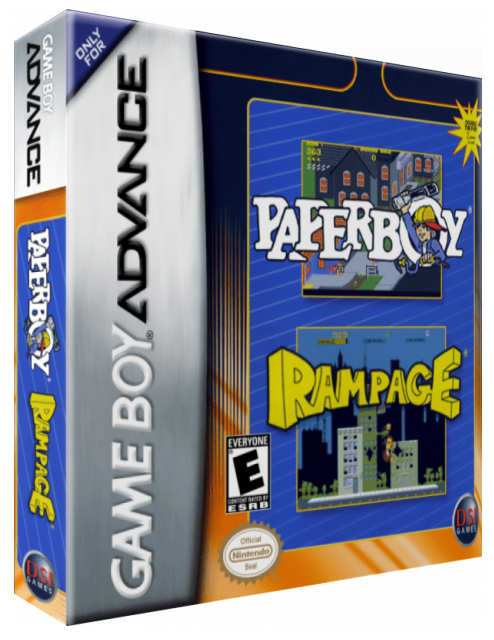 GAME BOY
ADVANCE
PAPERBOY
RAMPAGE
DSI
GAMES
ONLY
FOR
GAME BOY® ADVANCE
PAPERBOY
RAMPAGE
EVERYONE
E
CONTENT RATED BY
ESRB
Official
Nintendo
Seal
DSI
GAMES